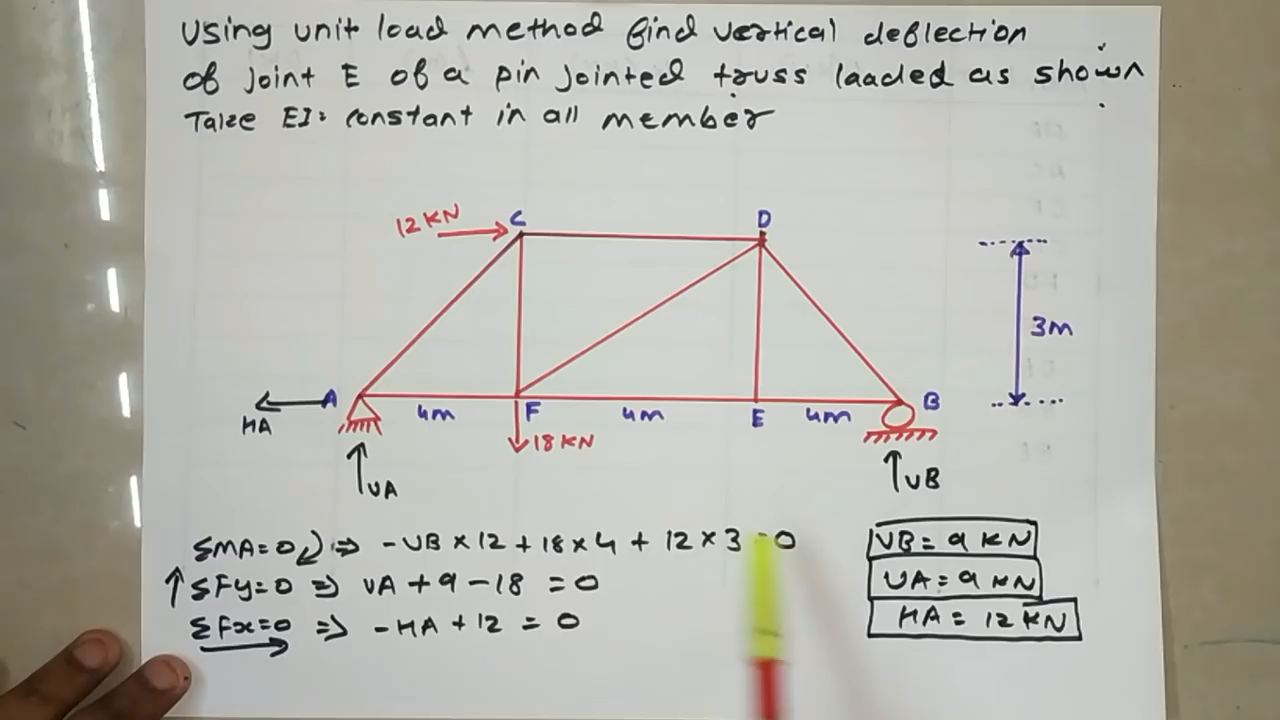 Using unit load method find vertical deflection
of joint E of a pin jointed truss loaded as shown
Take EI: constant in all member
12 KN
C
D
3m
A
4m
F
4m
E
4m
B
HA
18 KN
VA
VB
ΣMA=0 ⇒ -VB × 12 + 18 × 4 + 12 × 3 = 0
VB = 9 KN
↑ ΣFy=0 ⇒ VA + 9 - 18 = 0
VA = 9 KN
ΣFx=0 ⇒ -HA + 12 = 0
HA = 12 KN